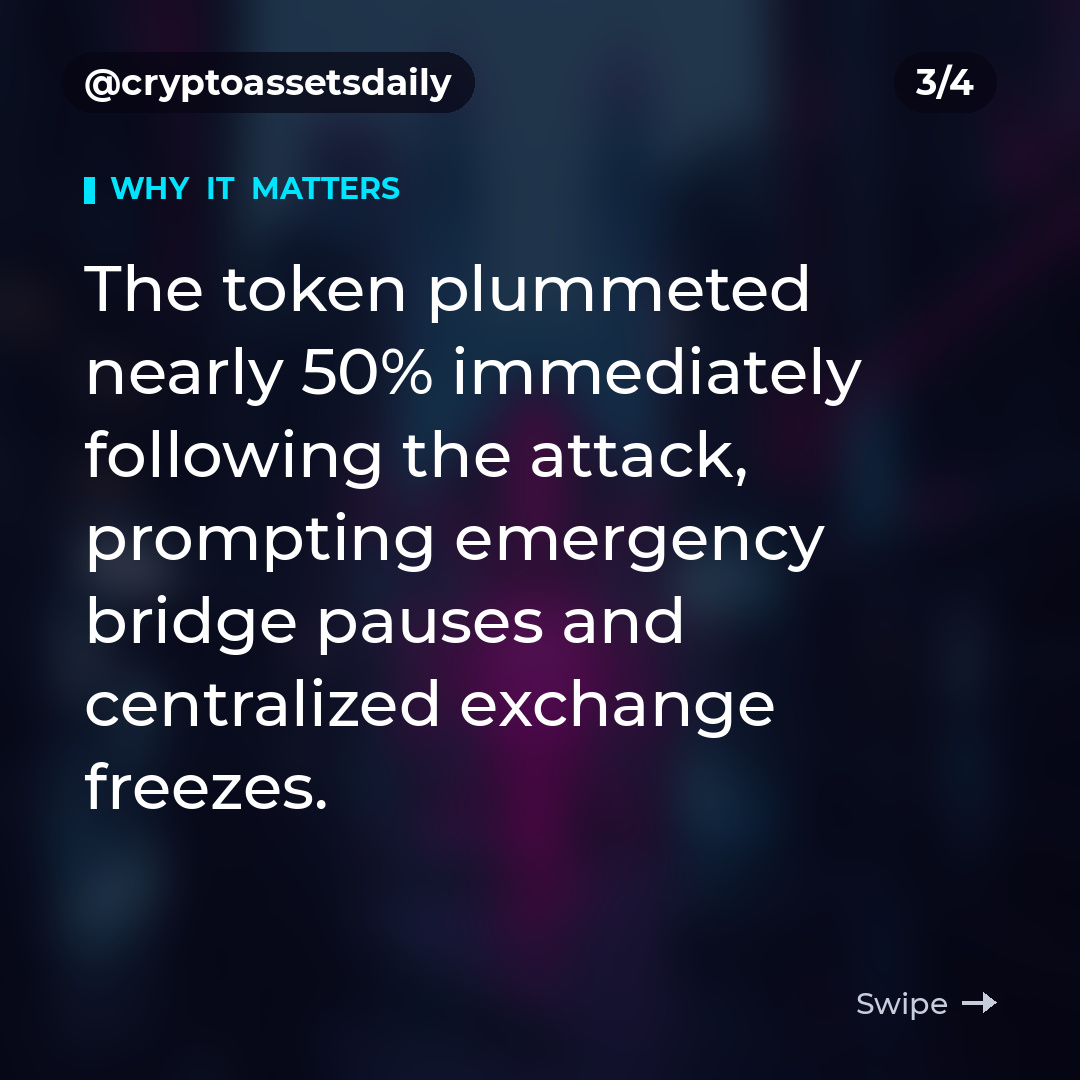 @cryptoassetsdaily
3/4
WHY IT MATTERS
The token plummeted
nearly 50% immediately
following the attack,
prompting emergency
bridge pauses and
centralized exchange
freezes.
Swipe →